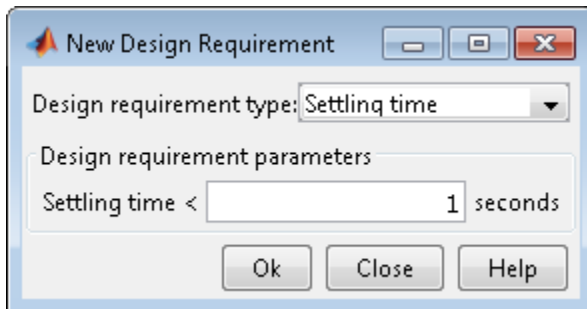 New Design Requirement
Design requirement type: Settling time
Design requirement parameters
Settling time < 1 seconds
Ok Close Help